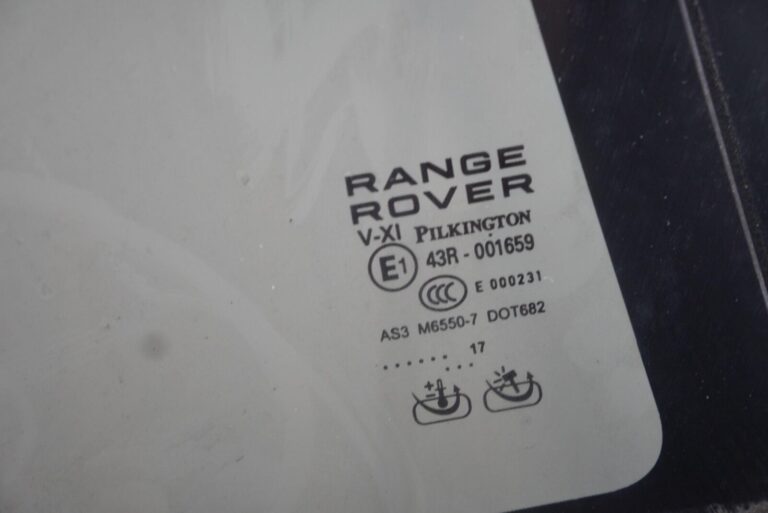 RANGE
ROVER
V-XI PILKINGTON
E1 43R - 001659
CCC E 000231
AS3 M6550-7 DOT682
...... 17
...